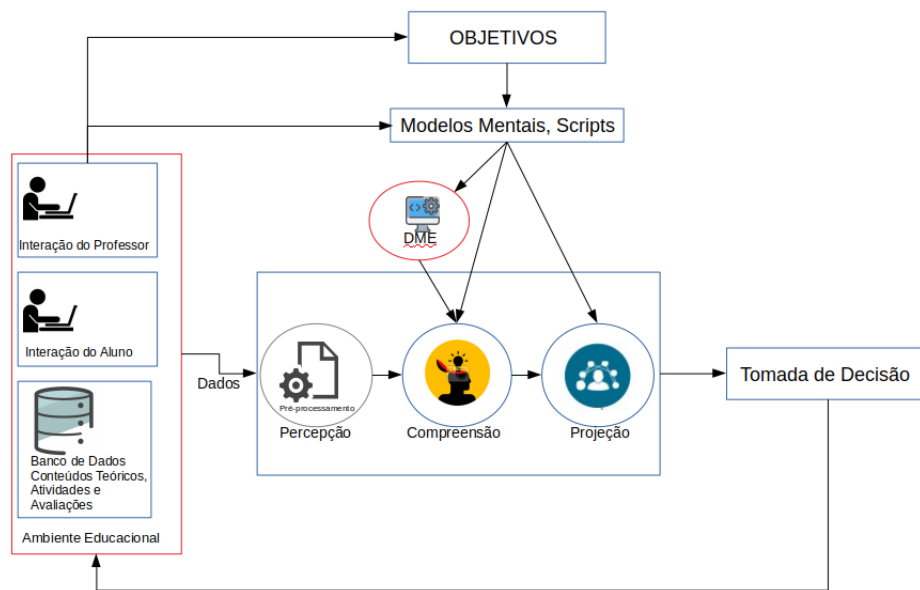 OBJETIVOS
Modelos Mentais, Scripts
DME
Interação do Professor
Interação do Aluno
Banco de Dados
Conteúdos Teóricos,
Atividades e
Avaliações
Ambiente Educacional
Dados
Pré-processamento
Percepção
Compreensão
Projeção
Tomada de Decisão